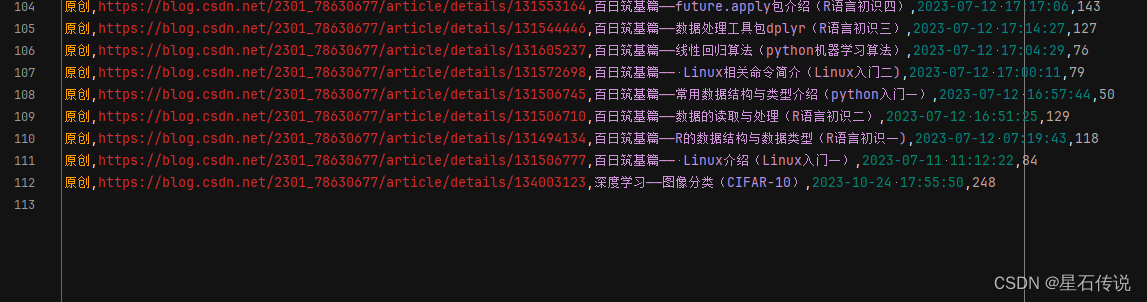 104 原创,https://blog.csdn.net/2301_78630677/article/details/131553164,百日筑基篇——future.apply包介绍（R语言初识四）,2023-07-12·17:17:06,143
105 原创,https://blog.csdn.net/2301_78630677/article/details/131544446,百日筑基篇——数据处理工具包dplyr（R语言初识三）,2023-07-12·17:14:27,127
106 原创,https://blog.csdn.net/2301_78630677/article/details/131605237,百日筑基篇——线性回归算法（python机器学习算法）,2023-07-12·17:04:29,76
107 原创,https://blog.csdn.net/2301_78630677/article/details/131572698,百日筑基篇——·Linux相关命令简介（Linux入门二）,2023-07-12·17:00:11,79
108 原创,https://blog.csdn.net/2301_78630677/article/details/131506745,百日筑基篇——常用数据结构与类型介绍（python入门一）,2023-07-12·16:57:44,50
109 原创,https://blog.csdn.net/2301_78630677/article/details/131506710,百日筑基篇——数据的读取与处理（R语言初识二）,2023-07-12·16:51:25,129
110 原创,https://blog.csdn.net/2301_78630677/article/details/131494134,百日筑基篇——R的数据结构与数据类型（R语言初识一）,2023-07-12·07:19:43,118
111 原创,https://blog.csdn.net/2301_78630677/article/details/131506777,百日筑基篇——·Linux介绍（Linux入门一）,2023-07-11·11:12:22,84
112 原创,https://blog.csdn.net/2301_78630677/article/details/134003123,深度学习——图像分类（CIFAR-10）,2023-10-24·17:55:50,248
113
CSDN @星石传说